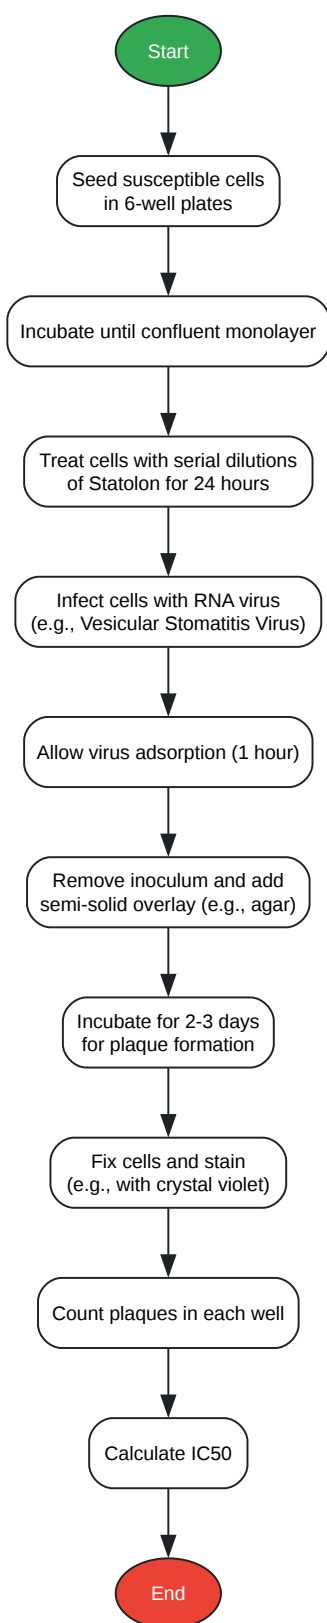 Start
Seed susceptible cells
in 6-well plates
Incubate until confluent monolayer
Treat cells with serial dilutions
of Statolon for 24 hours
Infect cells with RNA virus
(e.g., Vesicular Stomatitis Virus)
Allow virus adsorption (1 hour)
Remove inoculum and add
semi-solid overlay (e.g., agar)
Incubate for 2-3 days
for plaque formation
Fix cells and stain
(e.g., with crystal violet)
Count plaques in each well
Calculate IC50
End